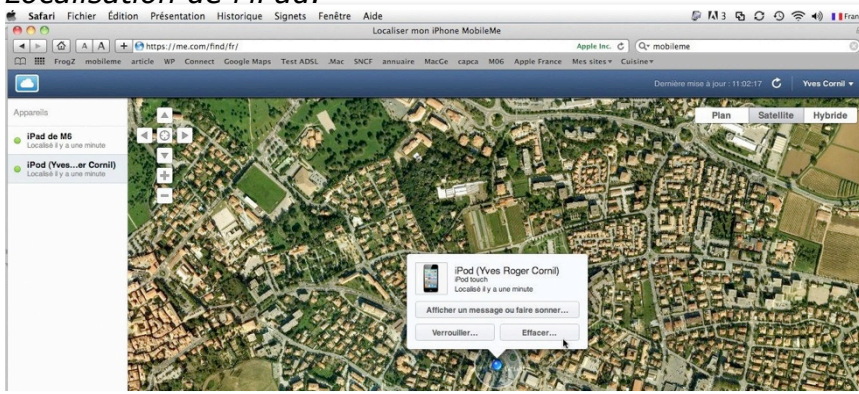 Localisation de l'iPad.
Safari Fichier Édition Présentation Historique Signets Fenêtre Aide
Localiser mon iPhone MobileMe
A A + https://me.com/find/fr/ Apple Inc. mobileme
FrogZ mobileme article WP Connect Google Maps Test ADSL .Mac SNCF annuaire MacGe capca M06 Apple France Mes sites Cuisine
Dernière mise à jour : 11:02:17 Yves Cornil
Appareils
Plan Satellite Hybride
iPad de M6
Localisé il y a une minute
iPod (Yves...er Cornil)
Localisé il y a une minute
iPod (Yves Roger Cornil)
iPod touch
Localisé il y a une minute
Afficher un message ou faire sonner...
Verrouiller... Effacer...